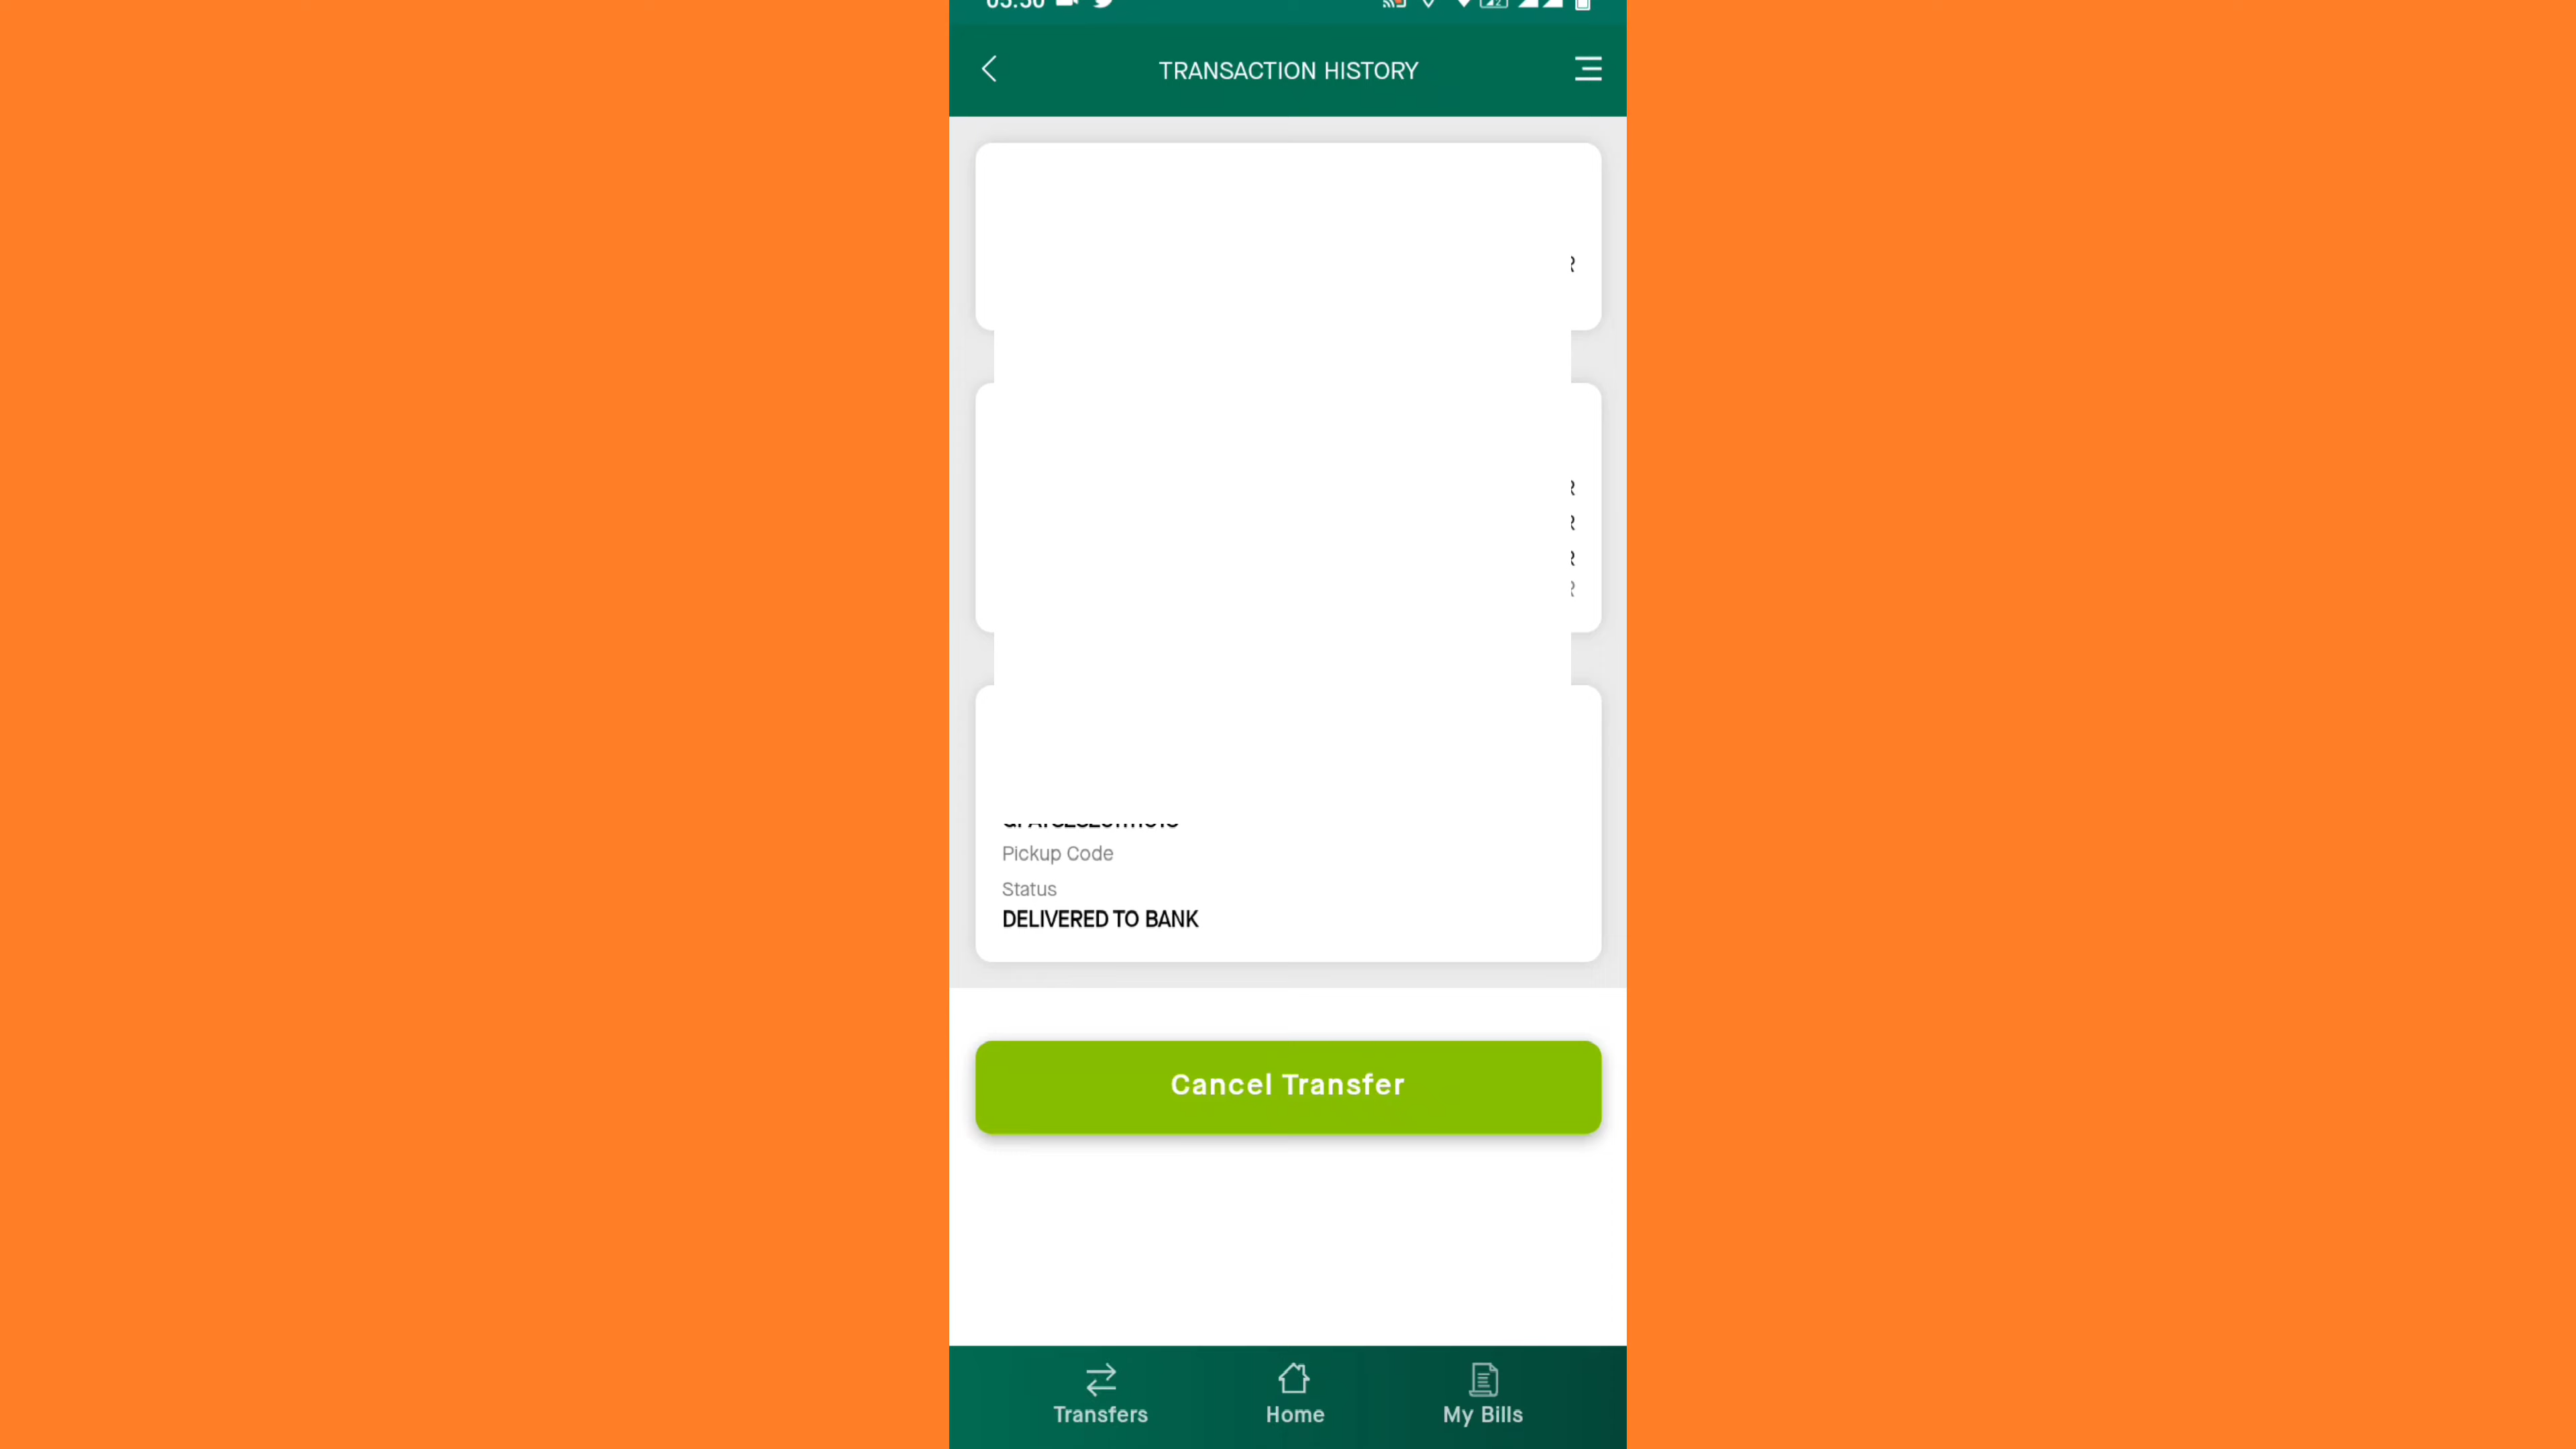 TRANSACTION HISTORY
Pickup Code
Status
DELIVERED TO BANK
Cancel Transfer
Transfers
Home
My Bills